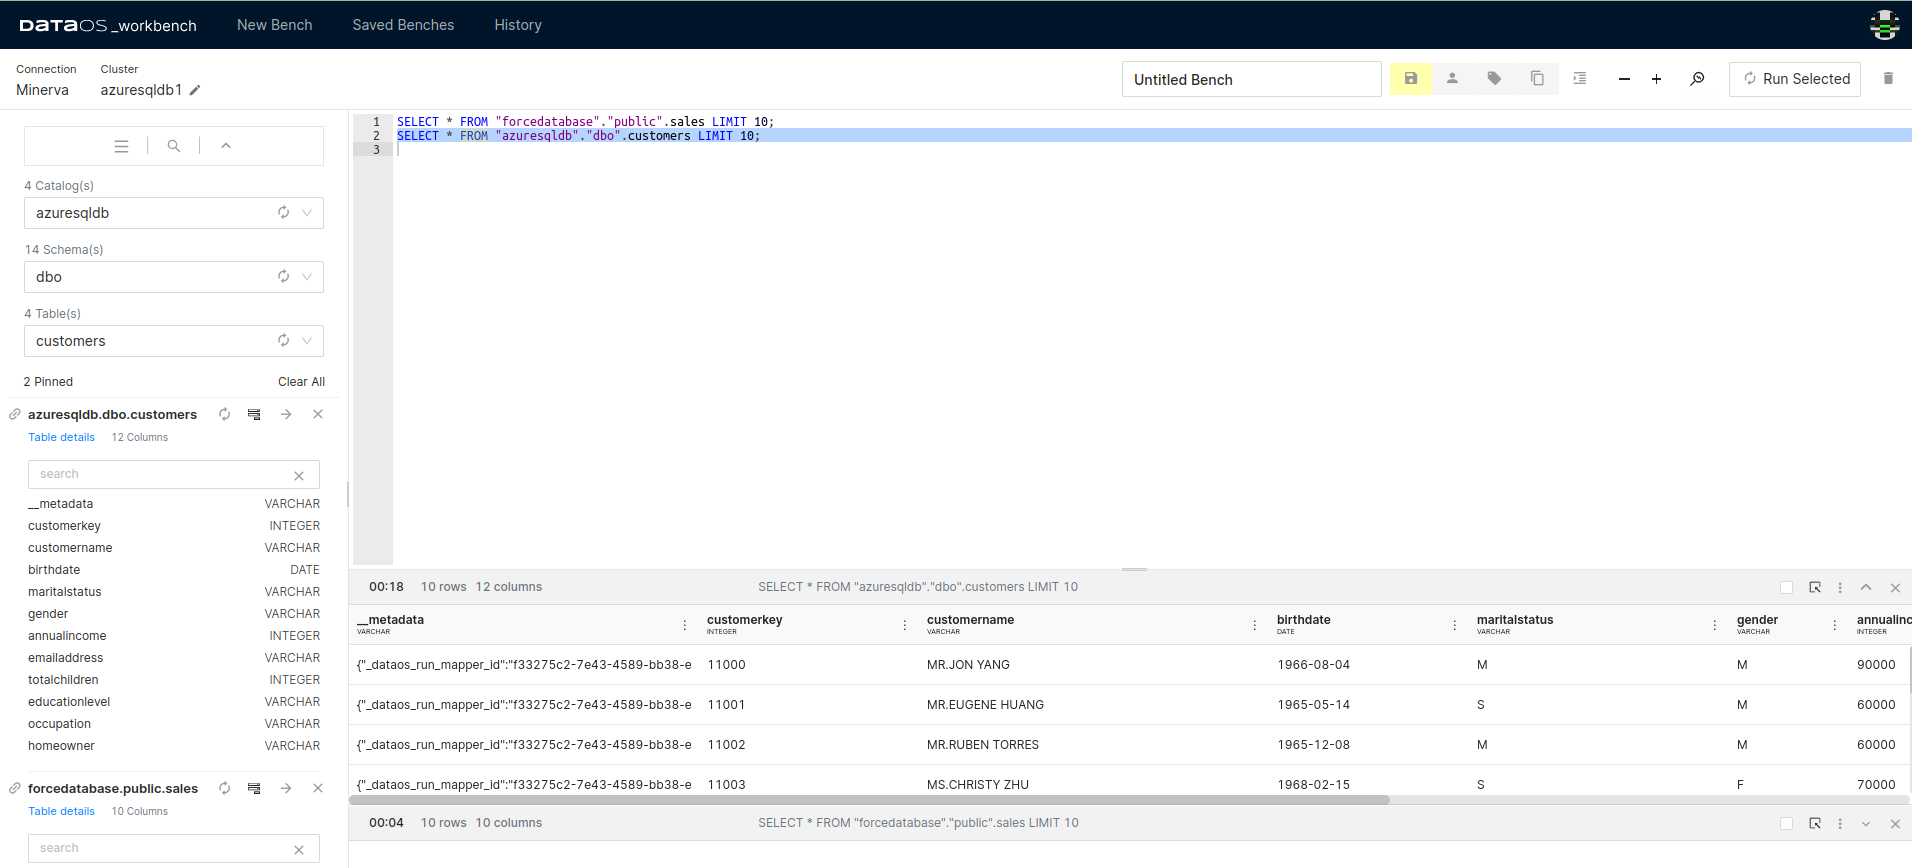 DATAOS _workbench New Bench Saved Benches History
Connection Cluster
Minerva azuresqldb1 Untitled Bench Run Selected
4 Catalog(s)
azuresqldb
14 Schema(s)
dbo
4 Table(s)
customers
2 Pinned Clear All
azuresqldb.dbo.customers
Table details 12 Columns
search
__metadata VARCHAR
customerkey INTEGER
customername VARCHAR
birthdate DATE
maritalstatus VARCHAR
gender VARCHAR
annualincome INTEGER
emailaddress VARCHAR
totalchildren INTEGER
educationlevel VARCHAR
occupation VARCHAR
homeowner VARCHAR
forcedatabase.public.sales
Table details 10 Columns
search
1 SELECT * FROM "forcedatabase"."public".sales LIMIT 10;
2 SELECT * FROM "azuresqldb"."dbo".customers LIMIT 10;
3
00:18 10 rows 12 columns SELECT * FROM "azuresqldb"."dbo".customers LIMIT 10
__metadata customerkey customername birthdate maritalstatus gender annualinc
VARCHAR INTEGER VARCHAR DATE VARCHAR VARCHAR INTEGER
{"_dataos_run_mapper_id":"f33275c2-7e43-4589-bb38-e 11000 MR.JON YANG 1966-08-04 M M 90000
{"_dataos_run_mapper_id":"f33275c2-7e43-4589-bb38-e 11001 MR.EUGENE HUANG 1965-05-14 S M 60000
{"_dataos_run_mapper_id":"f33275c2-7e43-4589-bb38-e 11002 MR.RUBEN TORRES 1965-12-08 M M 60000
{"_dataos_run_mapper_id":"f33275c2-7e43-4589-bb38-e 11003 MS.CHRISTY ZHU 1968-02-15 S F 70000
00:04 10 rows 10 columns SELECT * FROM "forcedatabase"."public".sales LIMIT 10